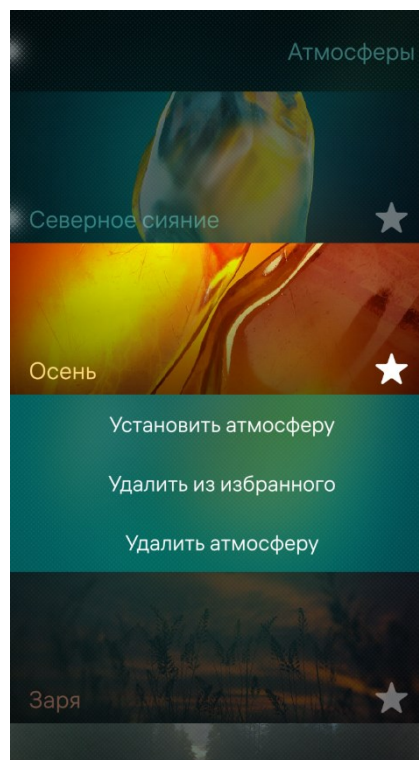 Атмосферы
Северное сияние
Осень
Установить атмосферу
Удалить из избранного
Удалить атмосферу
Заря